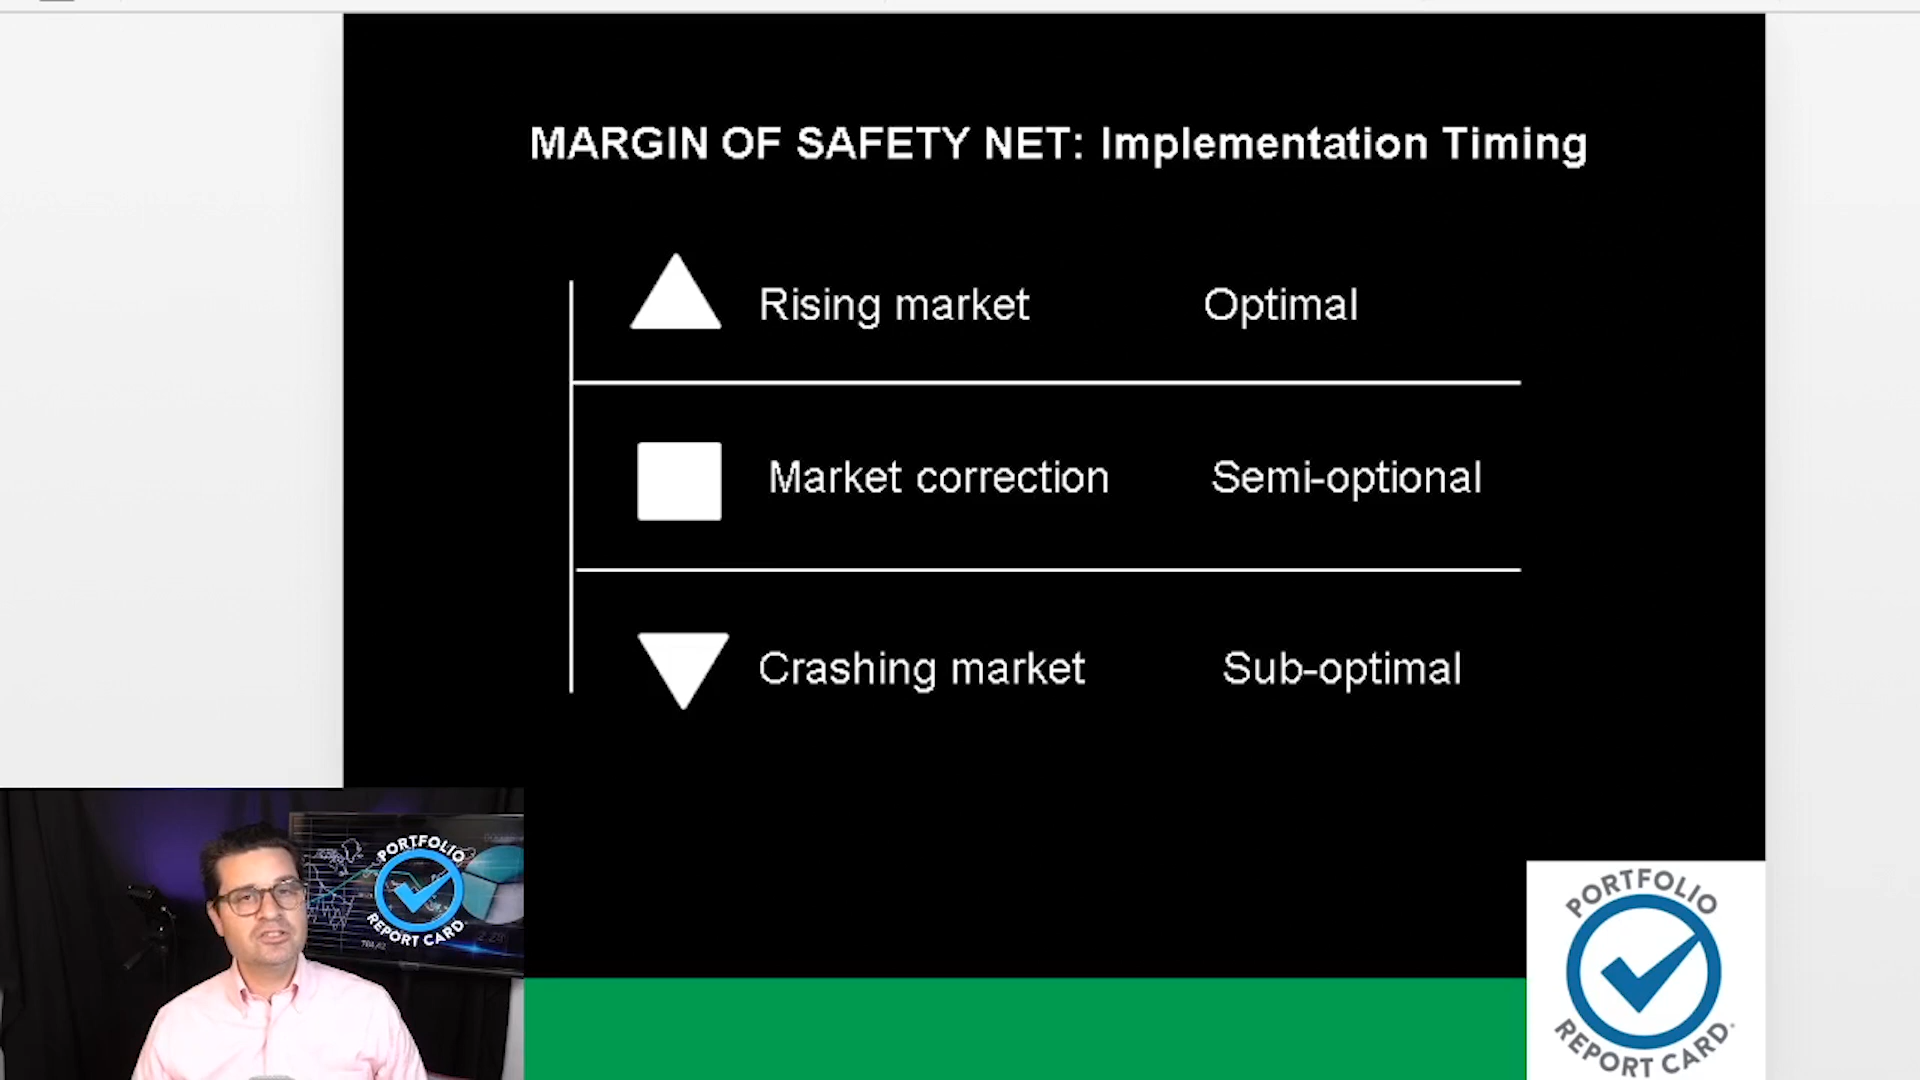 MARGIN OF SAFETY NET: Implementation Timing
Rising market Optimal
Market correction Semi-optional
Crashing market Sub-optimal
PORTFOLIO
REPORT CARD
PORTFOLIO
REPORT CARD